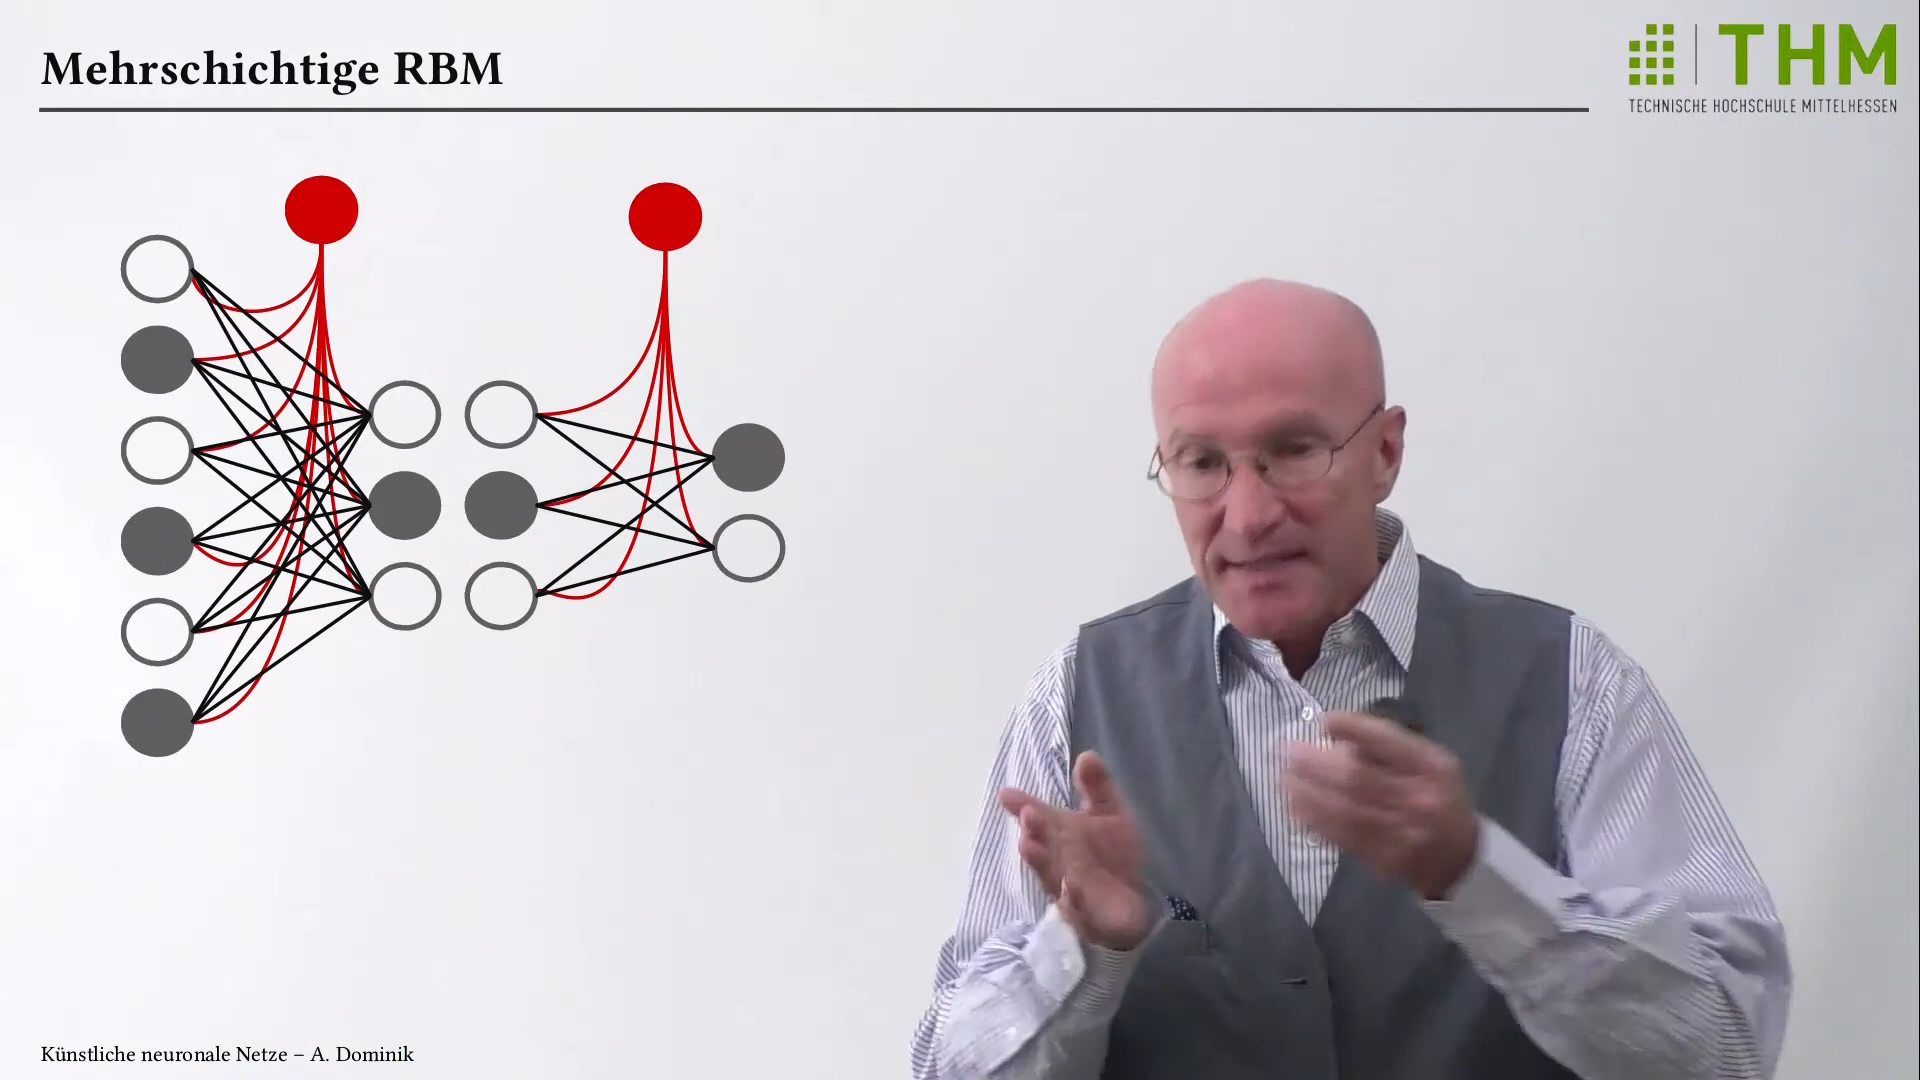 Mehrschichtige RBM
THM
TECHNISCHE HOCHSCHULE MITTELHESSEN
Künstliche neuronale Netze – A. Dominik